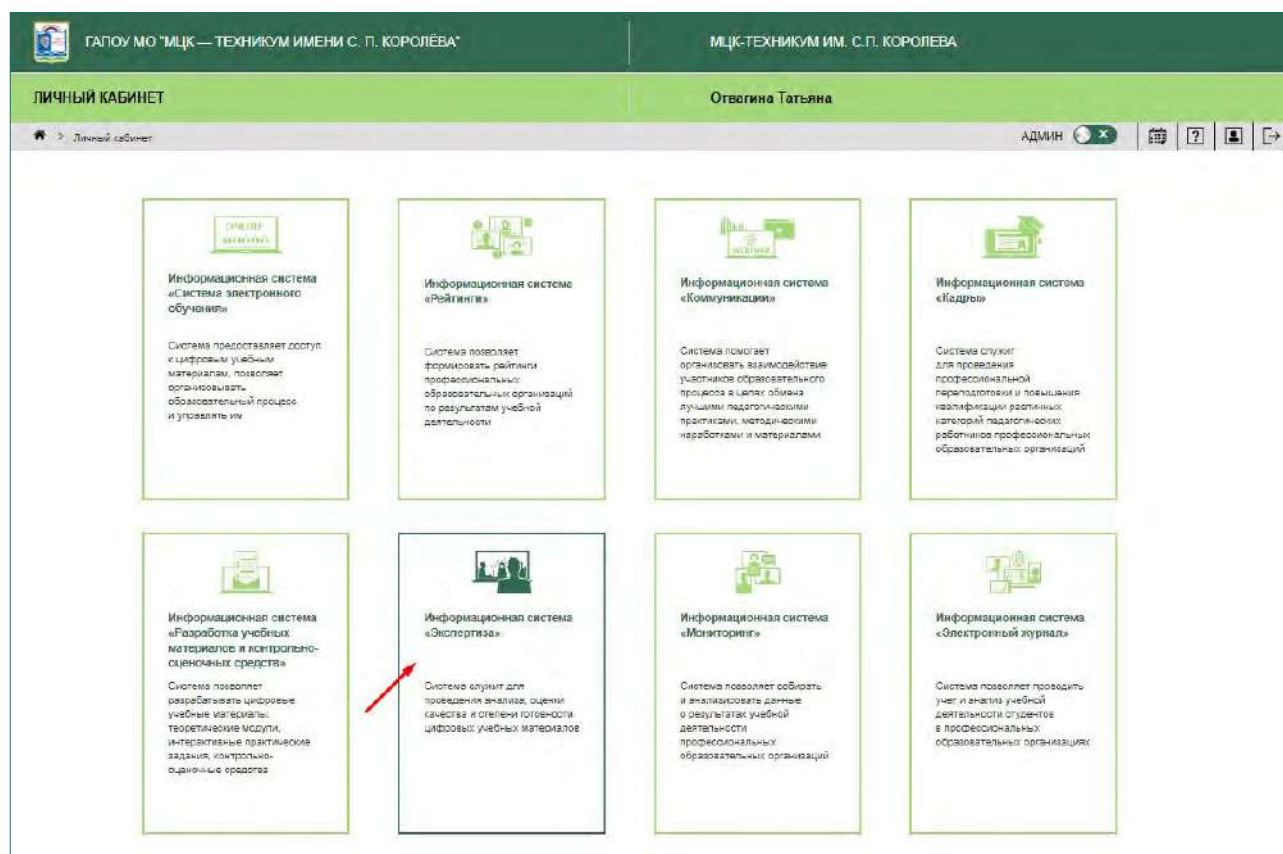 ГАПОУ МО "МЦК — ТЕХНИКУМ ИМЕНИ С. П. КОРОЛЁВА"
МЦК-ТЕХНИКУМ ИМ. С.П. КОРОЛЕВА
ЛИЧНЫЙ КАБИНЕТ
Отвагина Татьяна
> Личный кабинет
АДМИН
ONLINE
Информационная система
«Система электронного
обучения»
Система предоставляет доступ
к цифровым учебным
материалам, позволяет
организовывать
образовательный процесс
и управлять им
Информационная система
«Рейтинги»
Система позволяет
формировать рейтинги
профессиональных
образовательных организаций
по результатам учебной
деятельности
WEBINAR
Информационная система
«Коммуникации»
Система помогает
организовать взаимодействие
участников образовательного
процесса в целях обмена
лучшими педагогическими
практиками, методическими
наработками и материалами
Информационная система
«Кадры»
Система служит
для проведения
профессиональной
переподготовки и повышения
квалификации различных
категорий педагогических
работников профессиональных
образовательных организаций
Информационная система
«Разработка учебных
материалов и контрольно-
оценочных средств»
Система позволяет
разрабатывать цифровые
учебные материалы:
теоретические модули,
интерактивные практические
задания, контрольно-
оценочные средства
Информационная система
«Экспертиза»
Система служит для
проведения анализа, оценки
качества и степени готовности
цифровых учебных материалов
Информационная система
«Мониторинг»
Система позволяет собирать
и анализировать данные
о результатах учебной
деятельности
профессиональных
образовательных организаций
Информационная система
«Электронный журнал»
Система позволяет проводить
учет и анализ учебной
деятельности студентов
в профессиональных
образовательных организациях